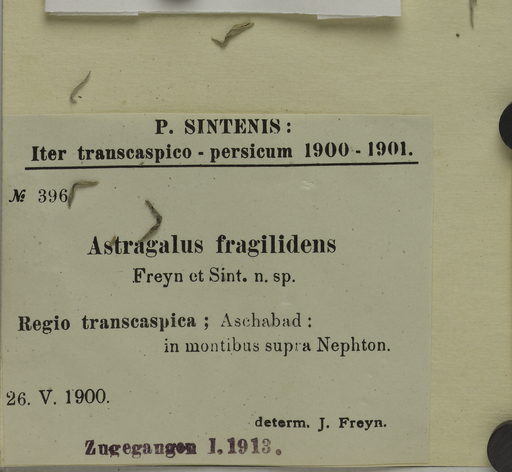 P. SINTENIS:
Iter transcaspico-persicum 1900-1901.
№ 396
Astragalus fragilidens
Freyn et Sint. n. sp.
Regio transcaspica; Aschabad:
in montibus supra Nephton.
26. V. 1900.
determ. J. Freyn.
Zugegangen 1.1913.